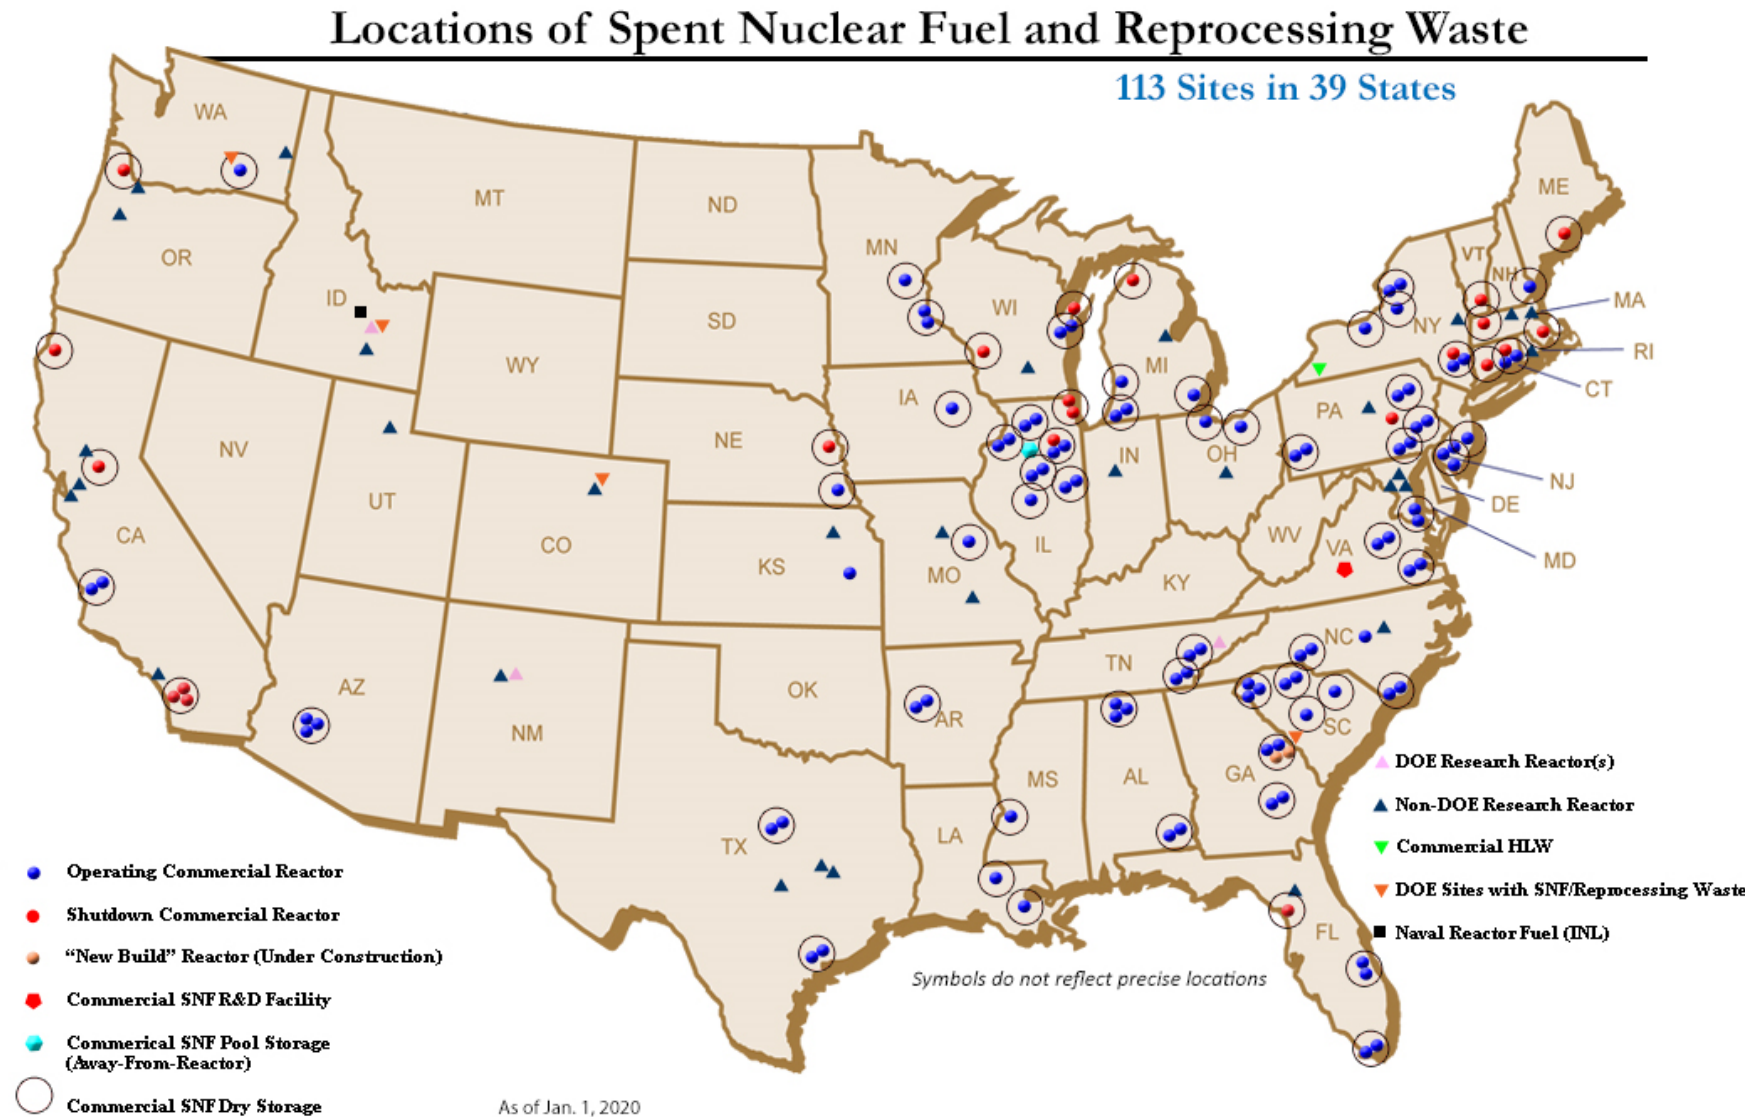 Locations of Spent Nuclear Fuel and Reprocessing Waste
113 Sites in 39 States
WA
MT
ND
MN
ME
VT
NH
OR
ID
SD
WI
MI
NY
MA
RI
CT
WY
IA
PA
NV
NE
IN
OH
NJ
DE
UT
CO
CA
KS
MO
IL
WV
VA
MD
KY
AZ
NM
OK
TN
NC
AR
SC
TX
LA
MS
AL
GA
FL
DOE Research Reactor(s)
Non-DOE Research Reactor
Commercial HLW
DOE Sites with SNF/Reprocessing Waste
Naval Reactor Fuel (INL)
Operating Commercial Reactor
Shutdown Commercial Reactor
“New Build” Reactor (Under Construction)
Commercial SNF R&D Facility
Commerical SNF Pool Storage
(Away-From-Reactor)
Commercial SNF Dry Storage
Symbols do not reflect precise locations
As of Jan. 1, 2020